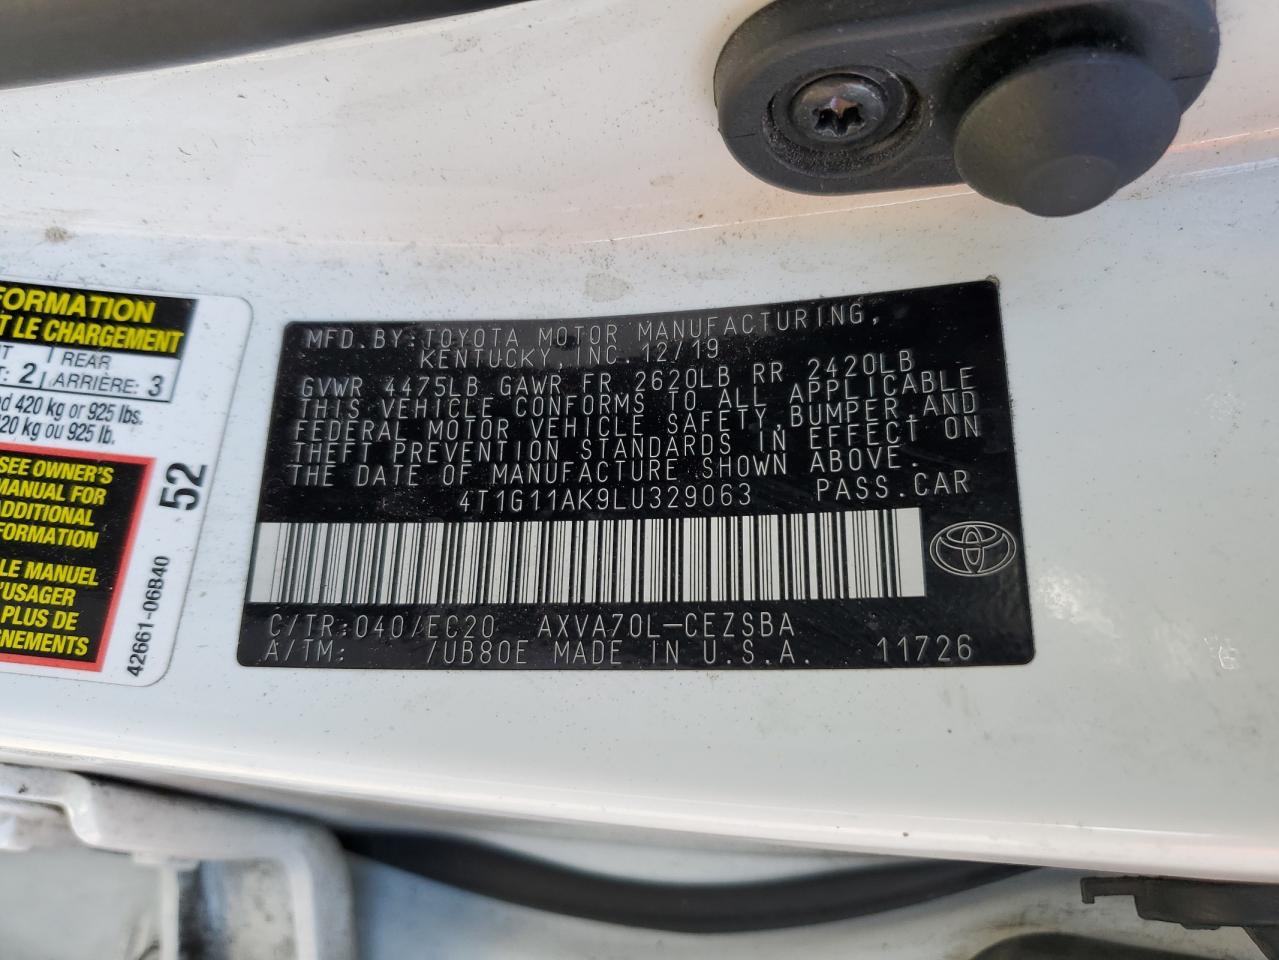 FORMATION
T LE CHARGEMENT
REAR
: 2 ARRIÈRE: 3
d 420 kg or 925 lbs.
20 kg ou 925 lb.
SEE OWNER'S
MANUAL FOR
ADDITIONAL
FORMATION
LE MANUEL
'USAGER
PLUS DE
GNEMENTS
52
42661-06B40
MFD.BY:TOYOTA MOTOR MANUFACTURING,
KENTUCKY, INC. 12/19
GVWR 4475LB GAWR FR 2620LB RR 2420LB
THIS VEHICLE CONFORMS TO ALL APPLICABLE
FEDERAL MOTOR VEHICLE SAFETY,BUMPER,AND
THEFT PREVENTION STANDARDS IN EFFECT ON
THE DATE OF MANUFACTURE SHOWN ABOVE.
4T1G11AK9LU329063 PASS.CAR
C/TR:040/EC20 AXVA70L-CEZSBA
A/TM: /UB80E MADE IN U.S.A. 11726